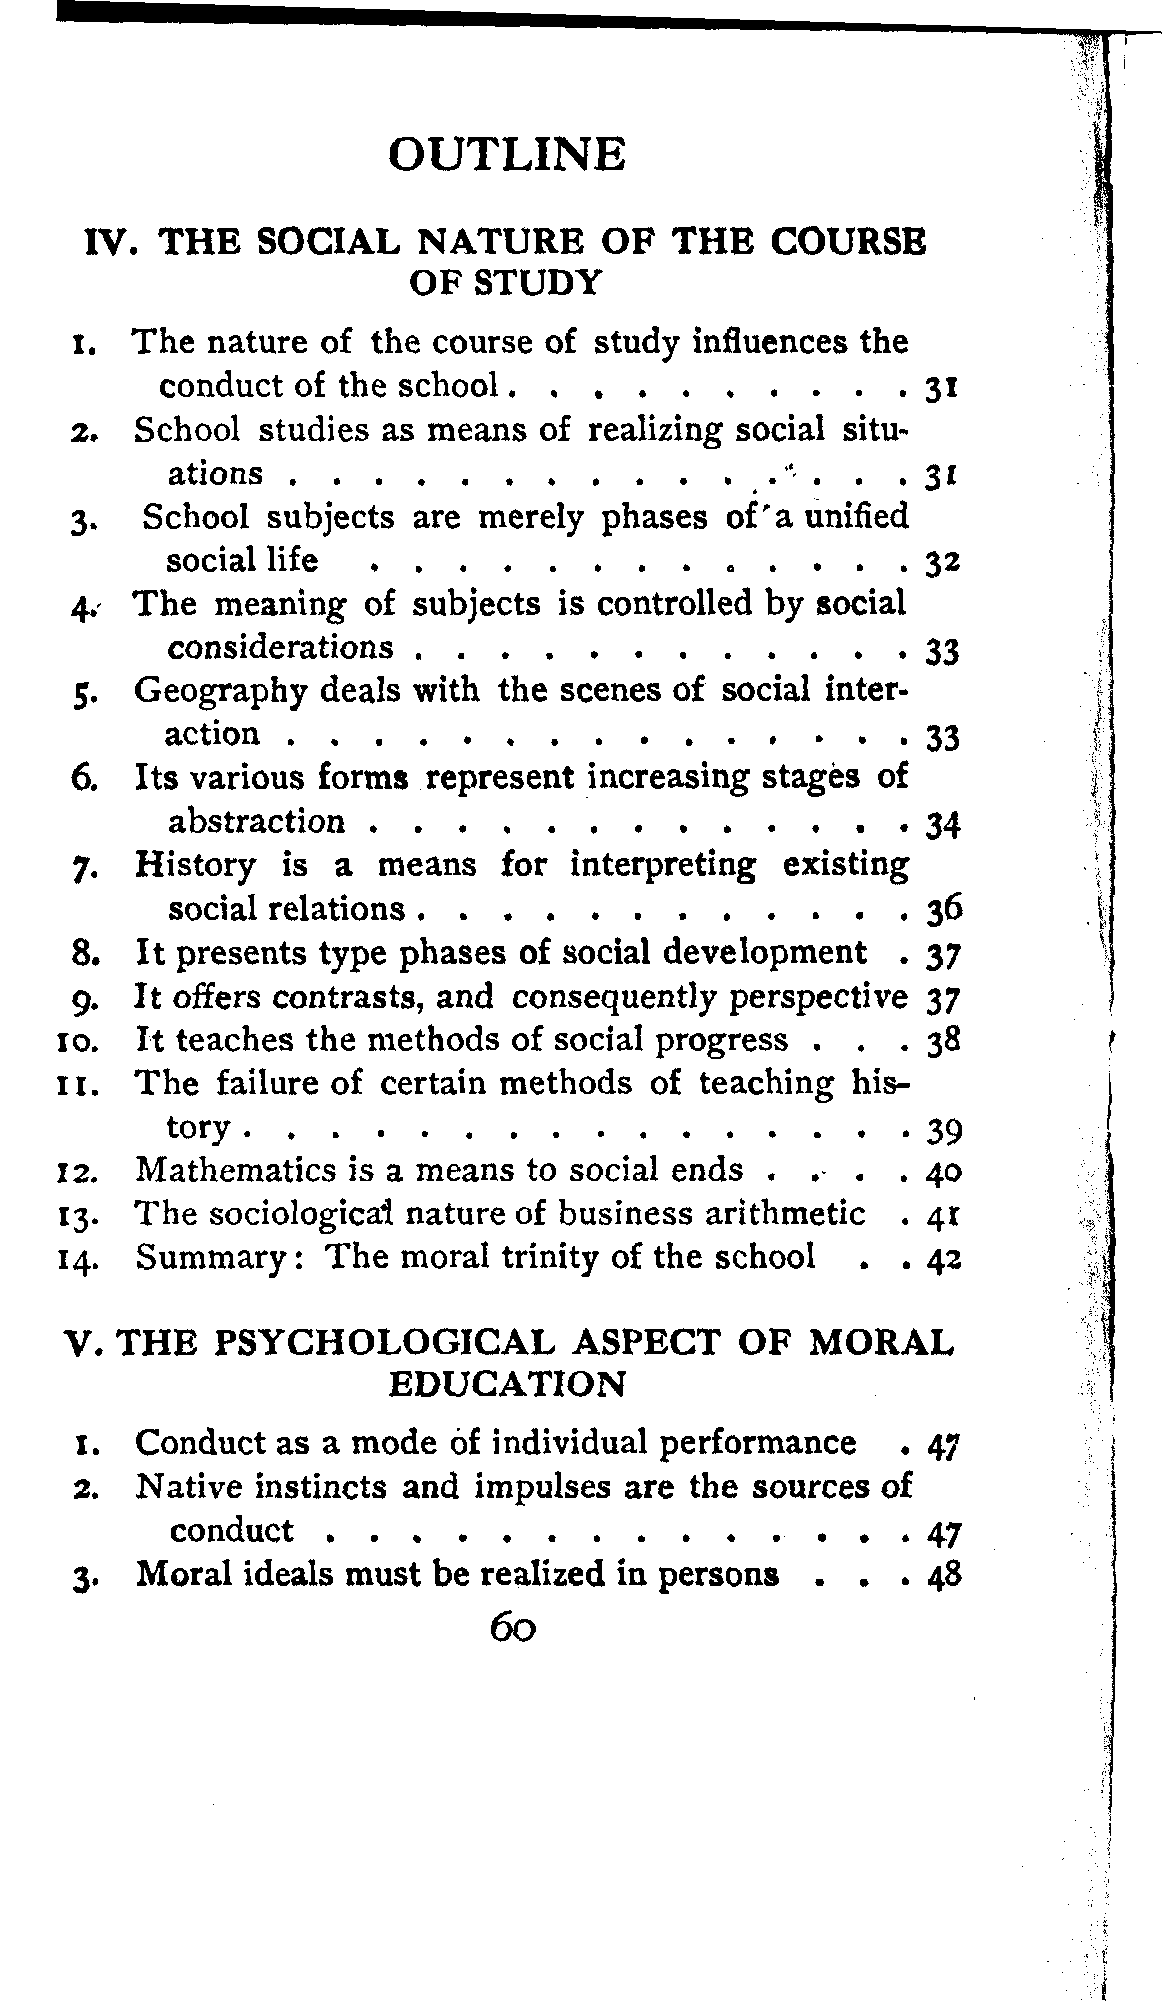 OUTLINE
IV. THE SOCIAL NATURE OF THE COURSE
OF STUDY
1. The nature of the course of study influences the
conduct of the school . . . . . . . . . . 31
2. School studies as means of realizing social situ-
ations . . . . . . . . . . . . . . . 31
3. School subjects are merely phases of a unified
social life . . . . . . . . . . . . . 32
4. The meaning of subjects is controlled by social
considerations . . . . . . . . . . . . 33
5. Geography deals with the scenes of social inter-
action . . . . . . . . . . . . . . . 33
6. Its various forms represent increasing stages of
abstraction . . . . . . . . . . . . . 34
7. History is a means for interpreting existing
social relations . . . . . . . . . . . . 36
8. It presents type phases of social development . 37
9. It offers contrasts, and consequently perspective 37
10. It teaches the methods of social progress . . . 38
11. The failure of certain methods of teaching his-
tory . . . . . . . . . . . . . . . . 39
12. Mathematics is a means to social ends . . . . 40
13. The sociological nature of business arithmetic . 41
14. Summary: The moral trinity of the school . . 42
V. THE PSYCHOLOGICAL ASPECT OF MORAL
EDUCATION
1. Conduct as a mode of individual performance . 47
2. Native instincts and impulses are the sources of
conduct . . . . . . . . . . . . . . 47
3. Moral ideals must be realized in persons . . . 48
60